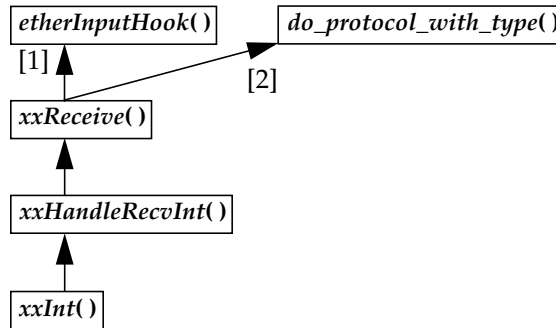 etherInputHook( )
do_protocol_with_type( )
[1]
[2]
xxReceive( )
xxHandleRecvInt( )
xxInt( )